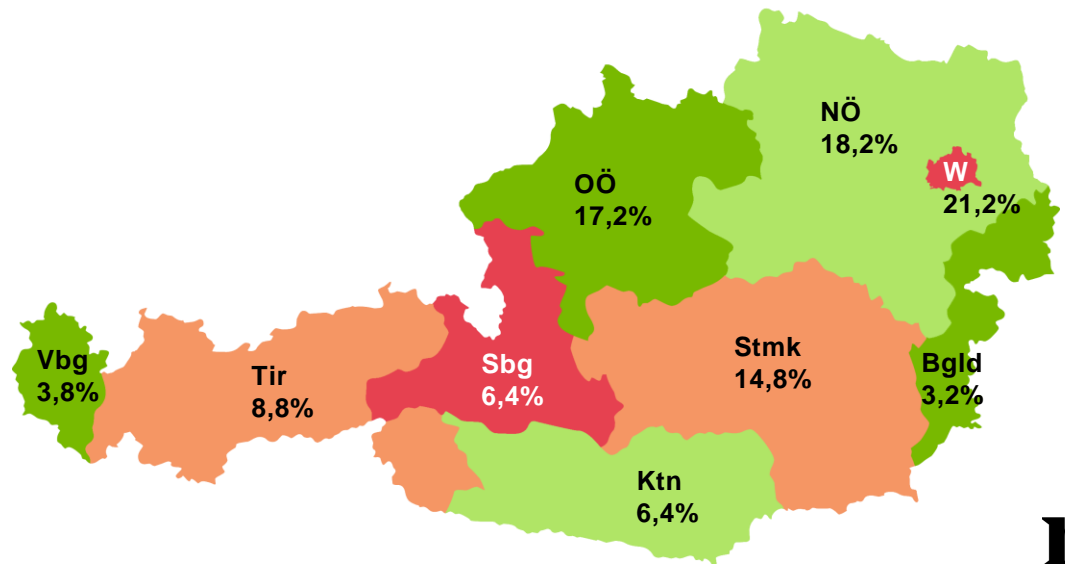 NÖ
18,2%
W
21,2%
OÖ
17,2%
Vbg
3,8%
Tir
8,8%
Sbg
6,4%
Stmk
14,8%
Bgld
3,2%
Ktn
6,4%